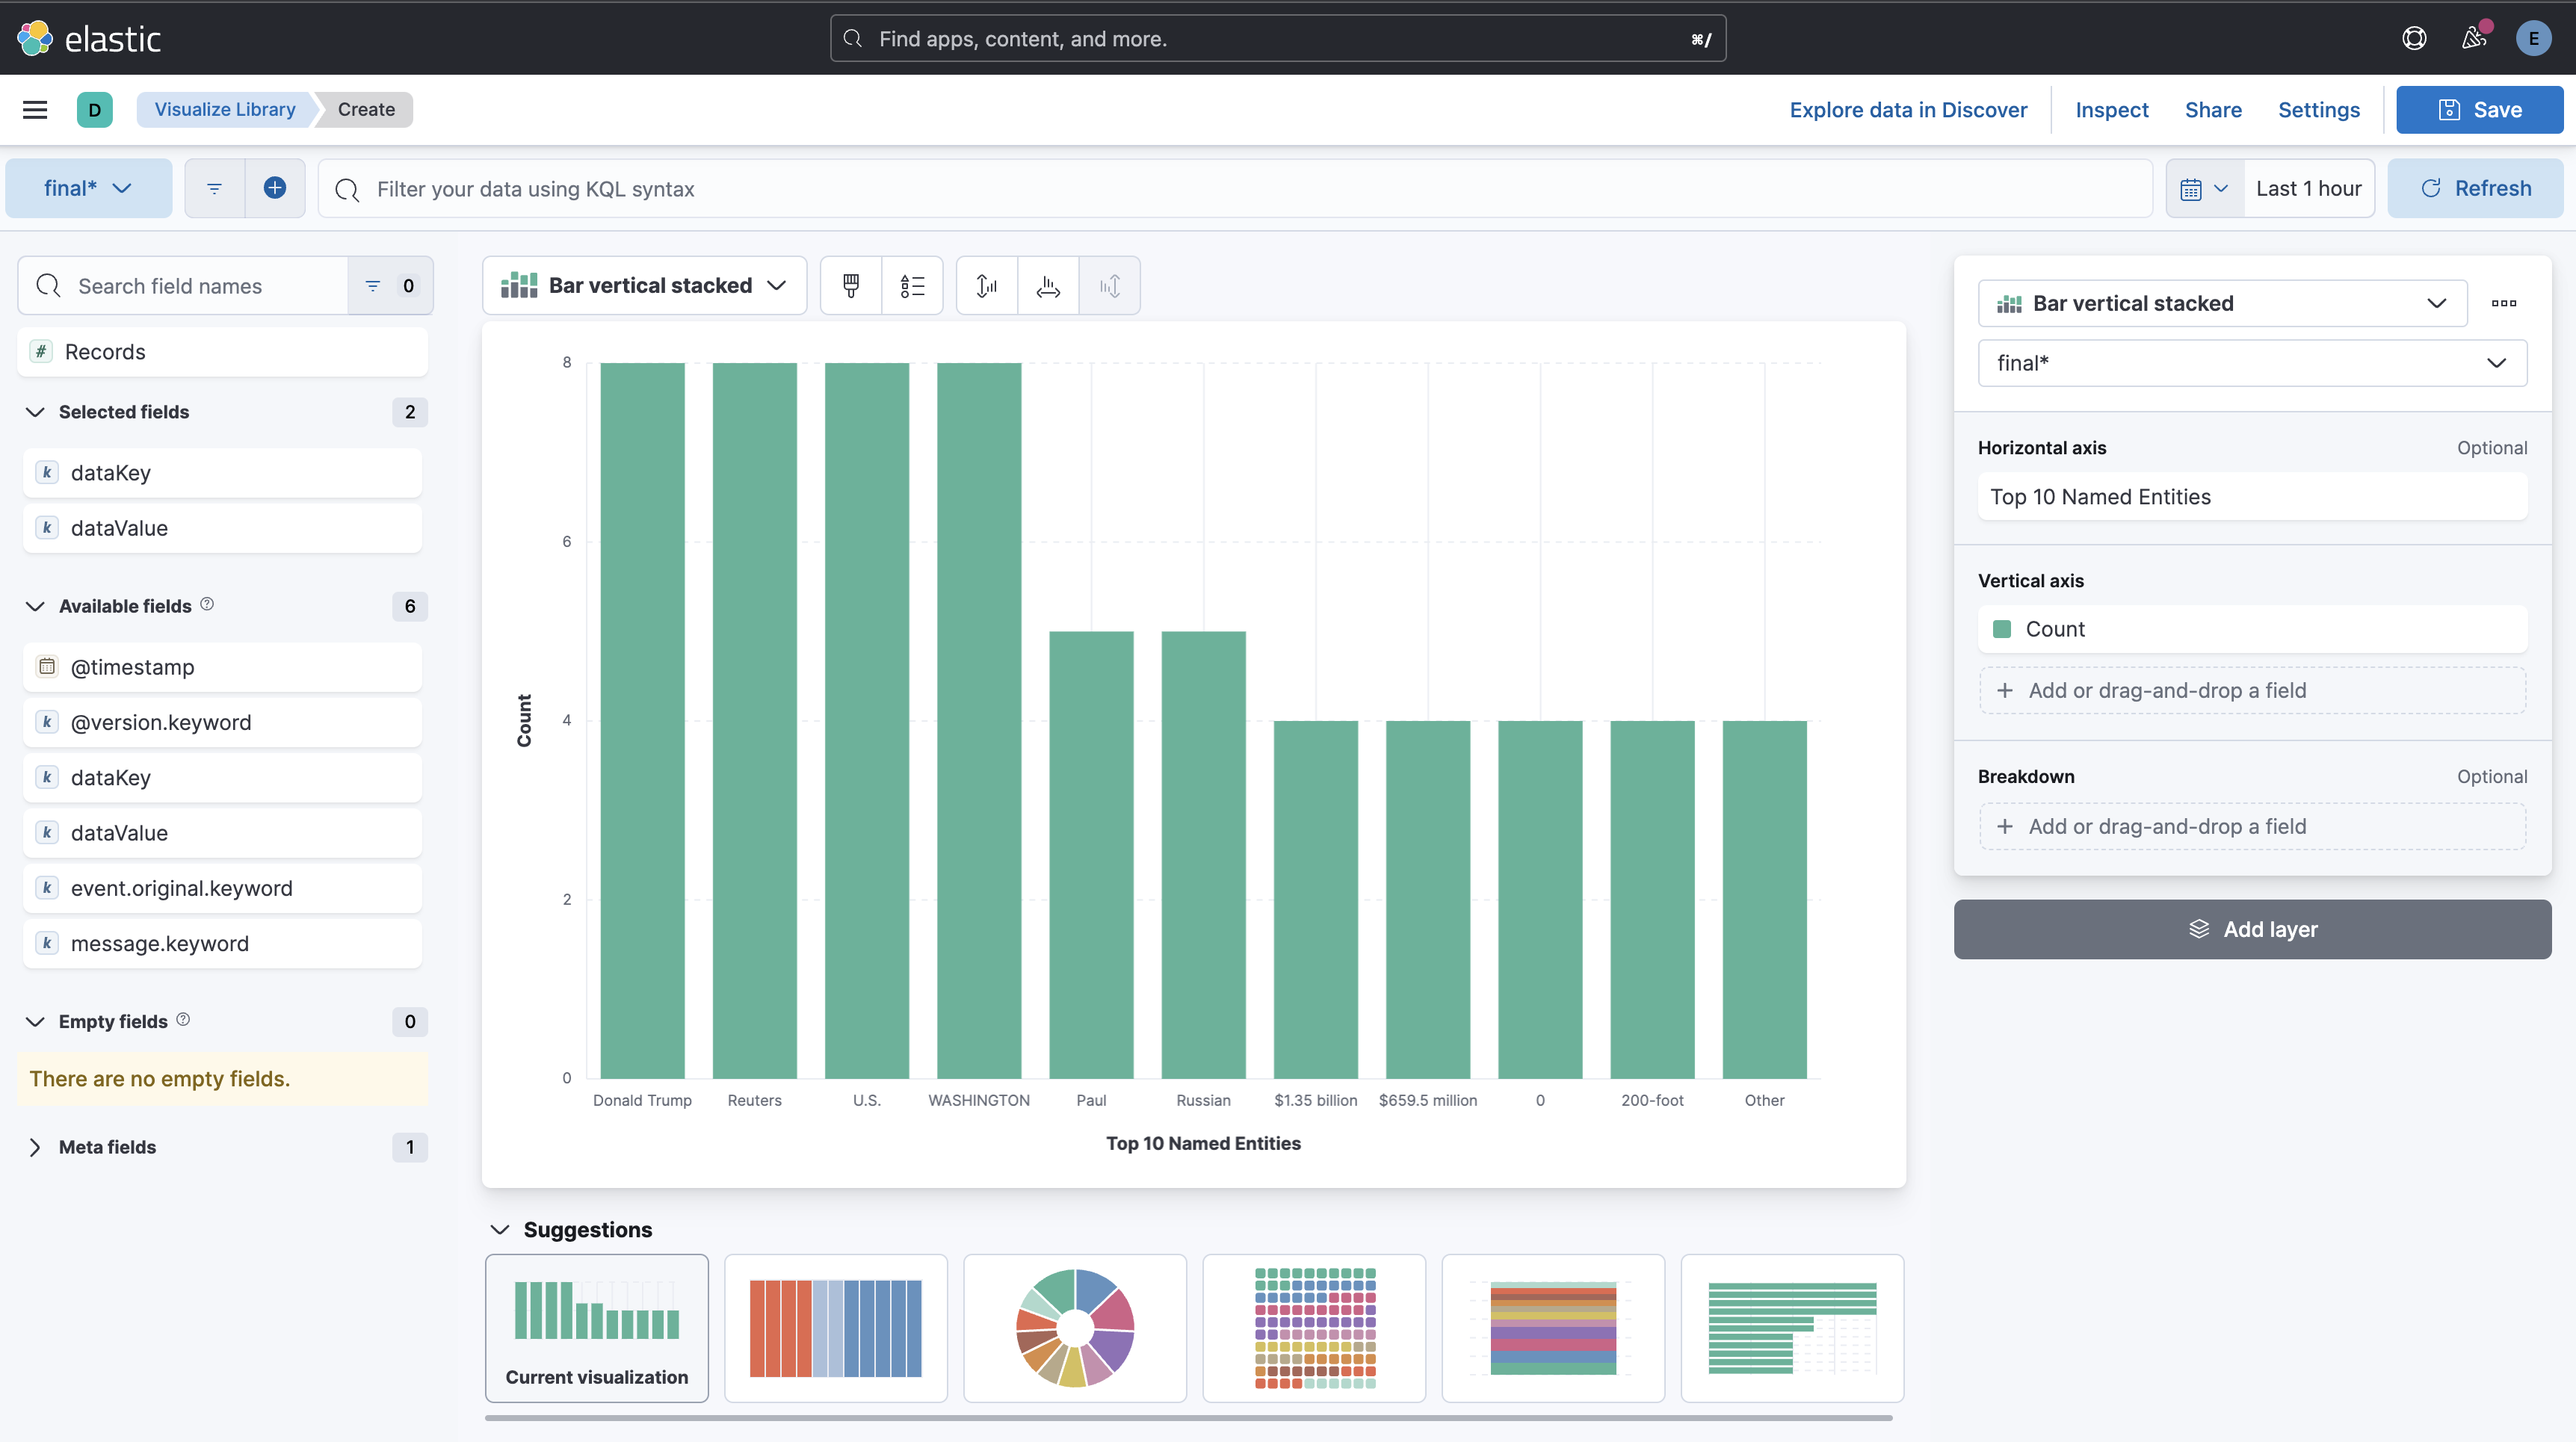 elastic
Find apps, content, and more.
⌘/
E
D
Visualize Library
Create
Explore data in Discover
Inspect
Share
Settings
Save
final*
Filter your data using KQL syntax
Last 1 hour
Refresh
Search field names
0
# Records
Selected fields
2
k dataKey
k dataValue
Available fields ?
6
@timestamp
k @version.keyword
k dataKey
k dataValue
k event.original.keyword
k message.keyword
Empty fields ?
0
There are no empty fields.
Meta fields
1
Bar vertical stacked
8
6
4
2
0
Count
Donald Trump
Reuters
U.S.
WASHINGTON
Paul
Russian
$1.35 billion
$659.5 million
0
200-foot
Other
Top 10 Named Entities
Suggestions
Current visualization
Bar vertical stacked
final*
Horizontal axis
Optional
Top 10 Named Entities
Vertical axis
Count
+ Add or drag-and-drop a field
Breakdown
Optional
+ Add or drag-and-drop a field
Add layer